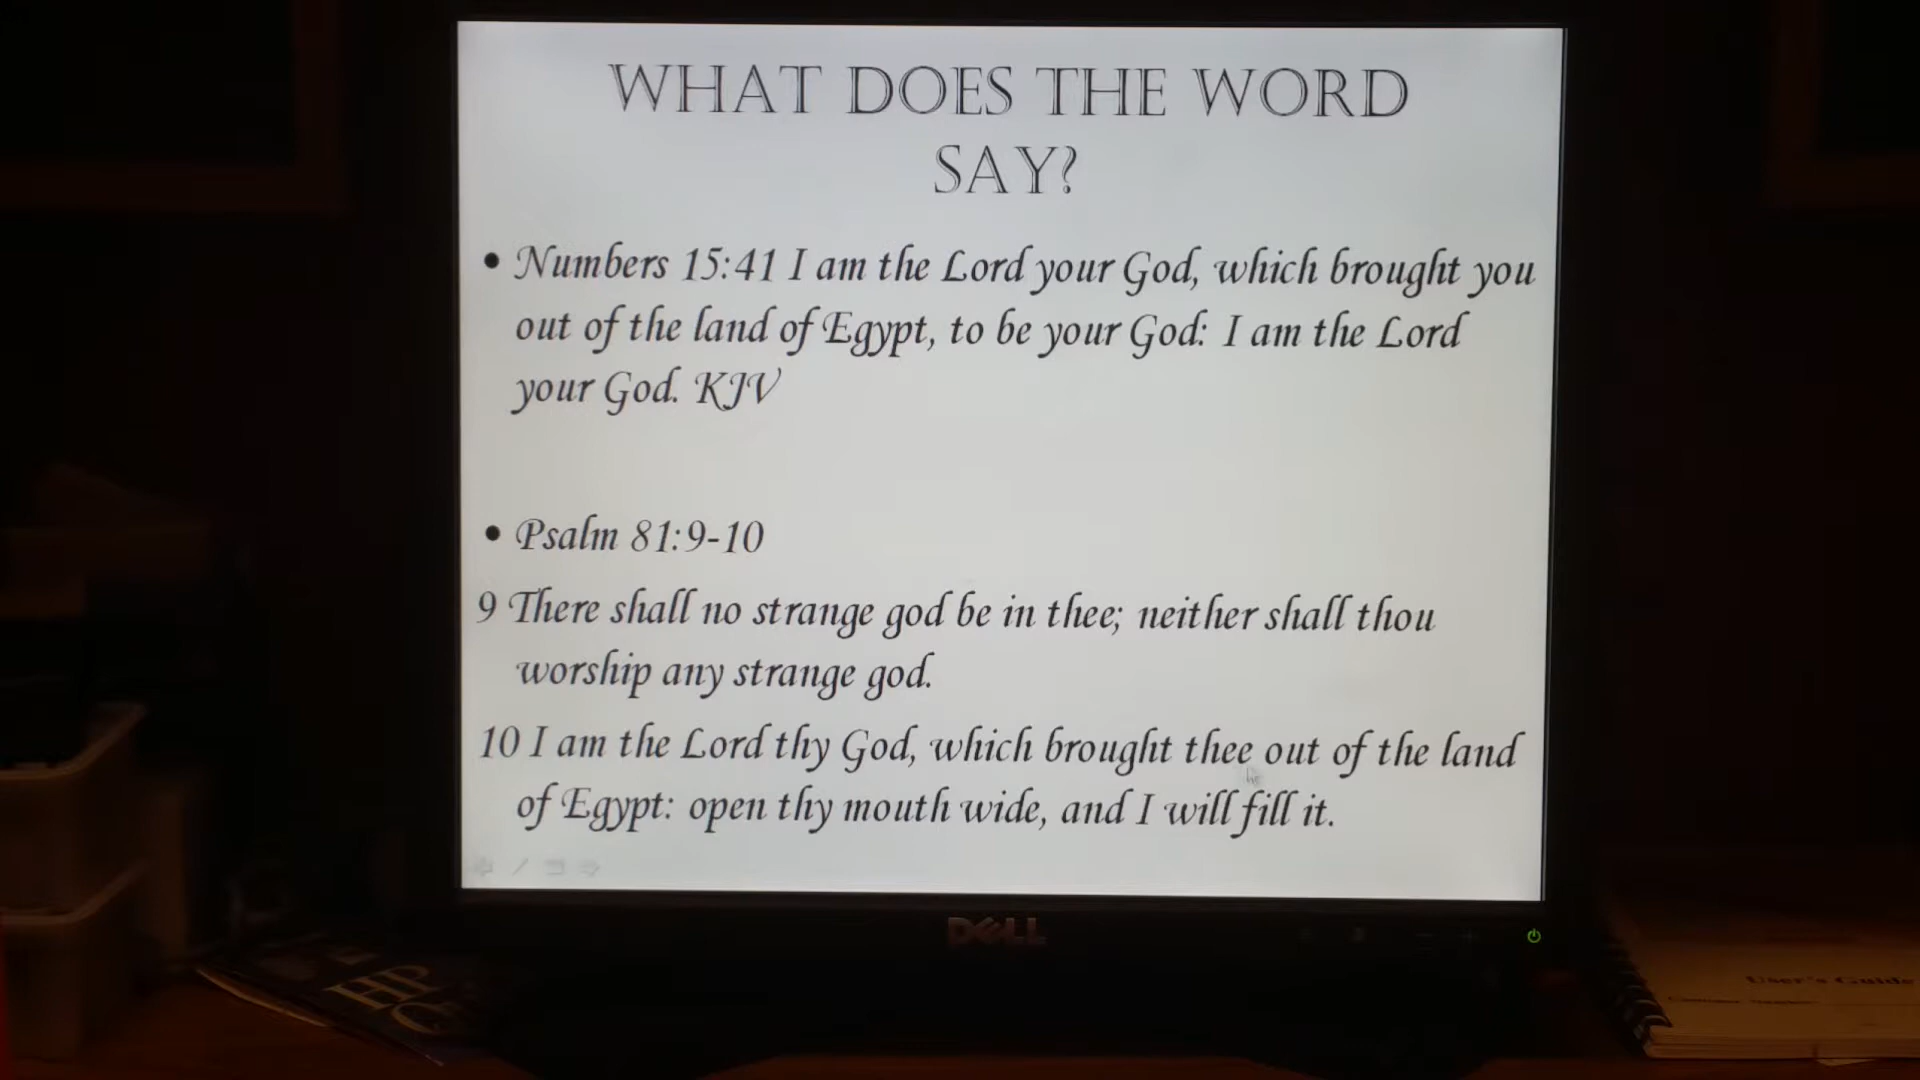 WHAT DOES THE WORD
SAY?
• Numbers 15:41 I am the Lord your God, which brought you
out of the land of Egypt, to be your God: I am the Lord
your God. KJV
• Psalm 81:9-10
9 There shall no strange god be in thee; neither shall thou
worship any strange god.
10 I am the Lord thy God, which brought thee out of the land
of Egypt: open thy mouth wide, and I will fill it.
DELL
HP
User's Guide